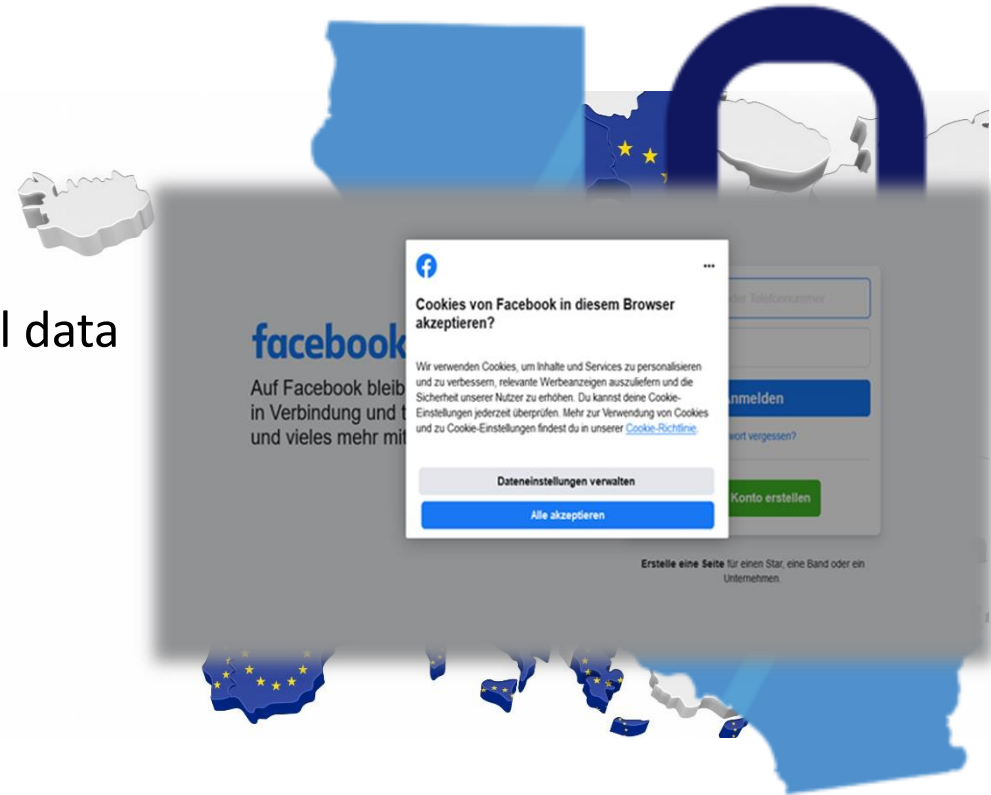 l data
facebook
Auf Facebook bleib
in Verbindung und t
und vieles mehr mit
Cookies von Facebook in diesem Browser
akzeptieren?
Wir verwenden Cookies, um Inhalte und Services zu personalisieren
und zu verbessern, relevante Werbeanzeigen auszuliefern und die
Sicherheit unserer Nutzer zu erhöhen. Du kannst deine Cookie-
Einstellungen jederzeit überprüfen. Mehr zur Verwendung von Cookies
und zu Cookie-Einstellungen findest du in unserer Cookie-Richtlinie.
Dateneinstellungen verwalten
Alle akzeptieren
der Telefonnummer
nmelden
wort vergessen?
Konto erstellen
Erstelle eine Seite für einen Star, eine Band oder ein
Unternehmen.